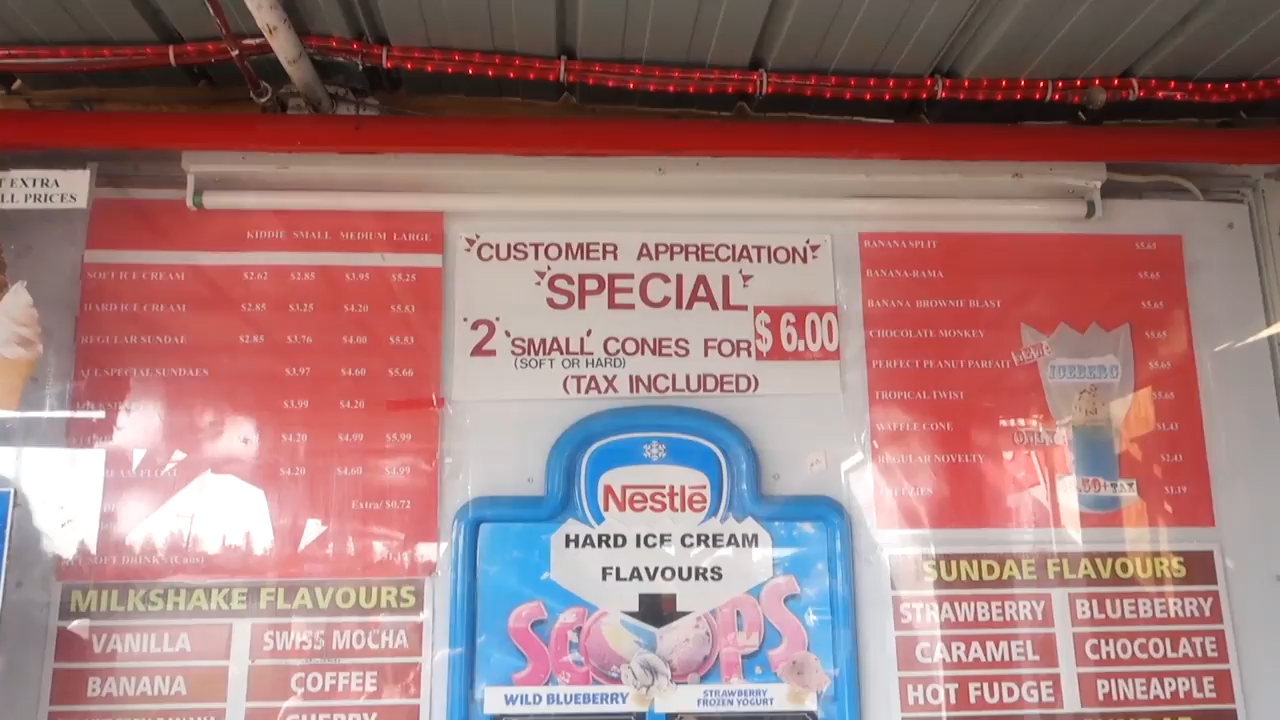 T EXTRA
LL PRICES
KIDDIE SMALL MEDIUM LARGE
SOFT ICE CREAM $2.62 $2.85 $3.95 $5.25
HARD ICE CREAM $2.85 $3.25 $4.20 $5.53
REGULAR SUNDAE $2.85 $3.76 $4.00 $5.53
ALL SPECIAL SUNDAES $3.97 $4.60 $5.66
$3.99 $4.20
$4.20 $4.99 $5.99
$4.20 $4.60 $4.99
Extra/ $0.72
SOFT DRINKS (Cans)
MILKSHAKE FLAVOURS
VANILLA SWISS MOCHA
BANANA COFFEE
CHERRY
CUSTOMER APPRECIATION
SPECIAL
"2" SMALL CONES FOR $ 6.00
(SOFT OR HARD)
(TAX INCLUDED)
Nestlé
HARD ICE CREAM
FLAVOURS
SCOOPS
WILD BLUEBERRY
STRAWBERRY
FROZEN YOGURT
BANANA SPLIT $5.65
BANANA-RAMA $5.65
BANANA BROWNIE BLAST $5.65
CHOCOLATE MONKEY $5.65
PERFECT PEANUT PARFAIT $5.65
TROPICAL TWIST $5.65
WAFFLE CONE $1.43
REGULAR NOVELTY $2.43
FREEZIES $1.19
NEW
ICEBERG
ONLY
.50+TAX
SUNDAE FLAVOURS
STRAWBERRY BLUEBERRY
CARAMEL CHOCOLATE
HOT FUDGE PINEAPPLE